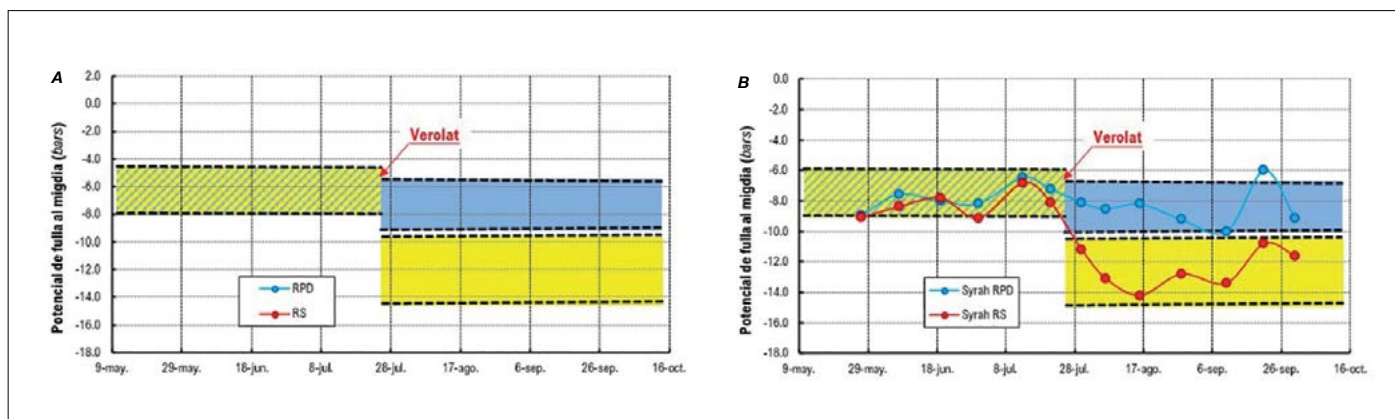 A
Potencial de fulla al migdia (bars)
2.0
0.0
-2.0
-4.0
-6.0
-8.0
-10.0
-12.0
-14.0
-16.0
-18.0
Verolat
RPD
RS
9-may.
29-may.
18-jun.
8-jul.
28-jul.
17-ago.
6-sep.
26-sep.
16-oct.
B
Potencial de fulla al migdia (bars)
0.0
-2.0
-4.0
-6.0
-8.0
-10.0
-12.0
-14.0
-16.0
-18.0
Verolat
Syrah RPD
Syrah RS
9-may.
29-may.
18-jun.
8-jul.
28-jul.
17-ago.
6-sep.
26-sep.
16-oct.